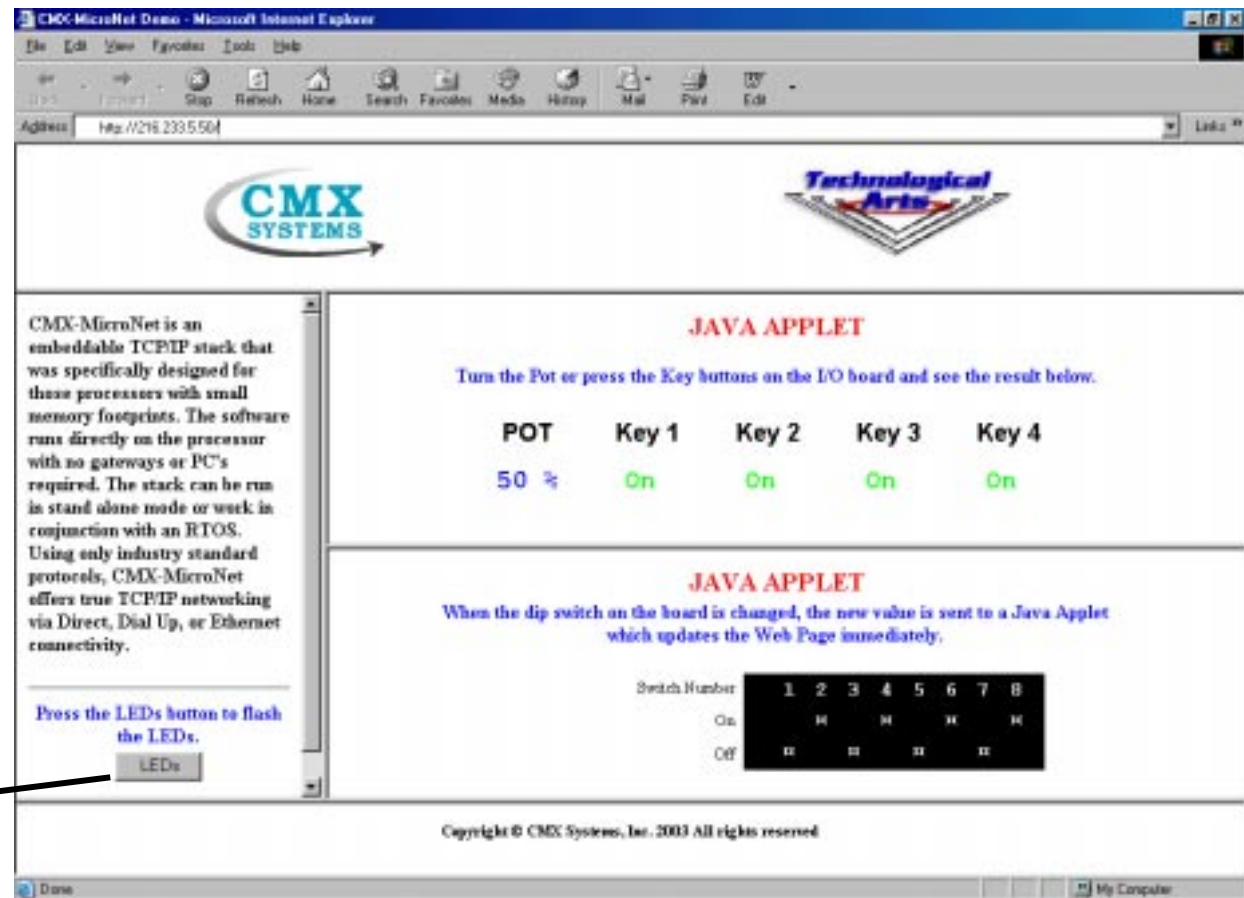 CMX-MicroNet Demo - Microsoft Internet Explorer
File Edit View Favorites Tools Help
Back Forward Stop Refresh Home Search Favorites Media History Mail Print Edit
Address http://216.233.5.50/ Links »
CMX
SYSTEMS
Technological
Arts
CMX-MicroNet is an
embeddable TCP/IP stack that
was specifically designed for
those processors with small
memory footprints. The software
runs directly on the processor
with no gateways or PC's
required. The stack can be run
in stand alone mode or work in
conjunction with an RTOS.
Using only industry standard
protocols, CMX-MicroNet
offers true TCP/IP networking
via Direct, Dial Up, or Ethernet
connectivity.
Press the LEDs button to flash
the LEDs.
LEDs
JAVA APPLET
Turn the Pot or press the Key buttons on the I/O board and see the result below.
POT Key 1 Key 2 Key 3 Key 4
50 % On On On On
JAVA APPLET
When the dip switch on the board is changed, the new value is sent to a Java Applet
which updates the Web Page immediately.
Switch Number 1 2 3 4 5 6 7 8
On
Off
Copyright © CMX Systems, Inc. 2003 All rights reserved
Done My Computer